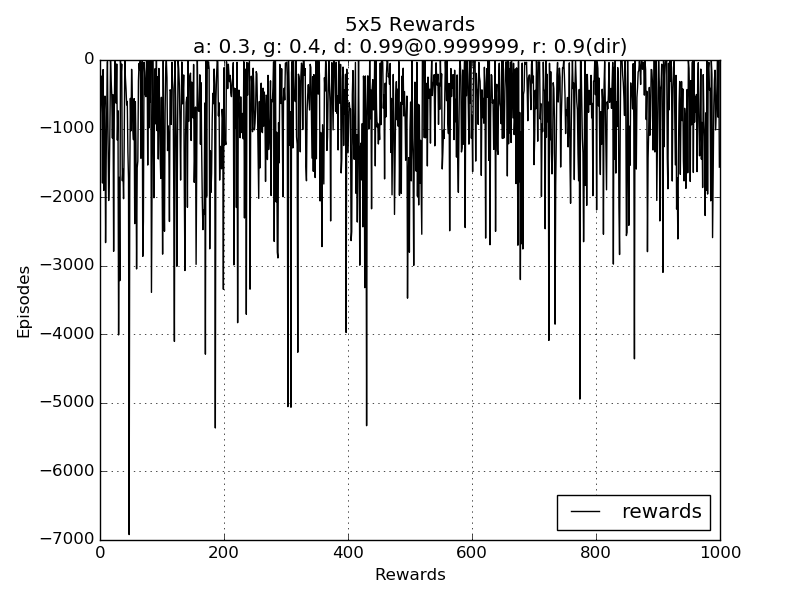 5x5 Rewards
a: 0.3, g: 0.4, d: 0.99@0.999999, r: 0.9(dir)
0
−1000
−2000
−3000
−4000
−5000
−6000
−7000
Episodes
rewards
0 200 400 600 800 1000
Rewards